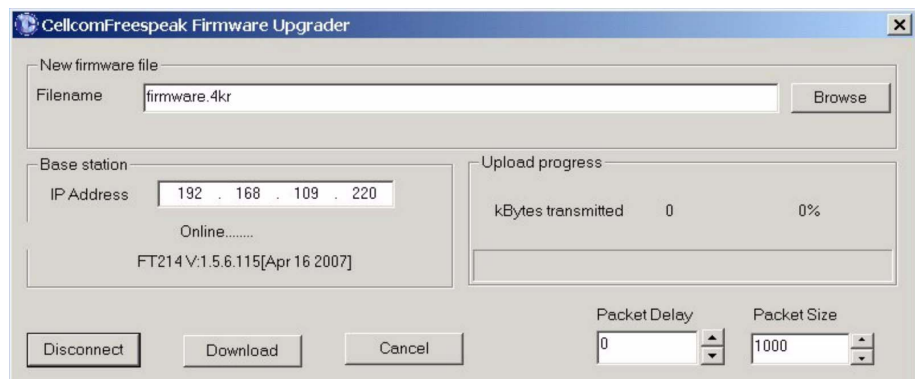 CellcomFreespeak Firmware Upgrader
New firmware file
Filename firmware.4kr Browse
Base station
IP Address 192 . 168 . 109 . 220
Online........
FT214 V:1.5.6.115[Apr 16 2007]
Upload progress
kBytes transmitted 0 0%
Packet Delay Packet Size
0 1000
Disconnect Download Cancel